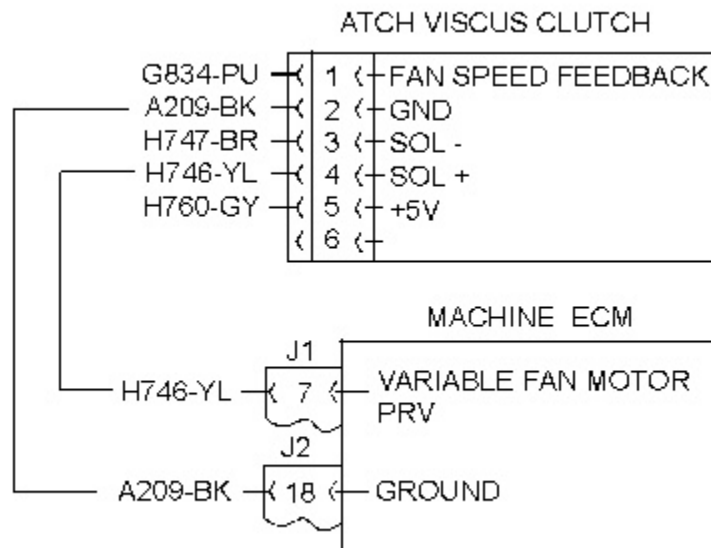 ATCH VISCUS CLUTCH
G834-PU 1 FAN SPEED FEEDBACK
A209-BK 2 GND
H747-BR 3 SOL -
H746-YL 4 SOL +
H760-GY 5 +5V
6
MACHINE ECM
J1
H746-YL 7 VARIABLE FAN MOTOR
PRV
J2
A209-BK 18 GROUND